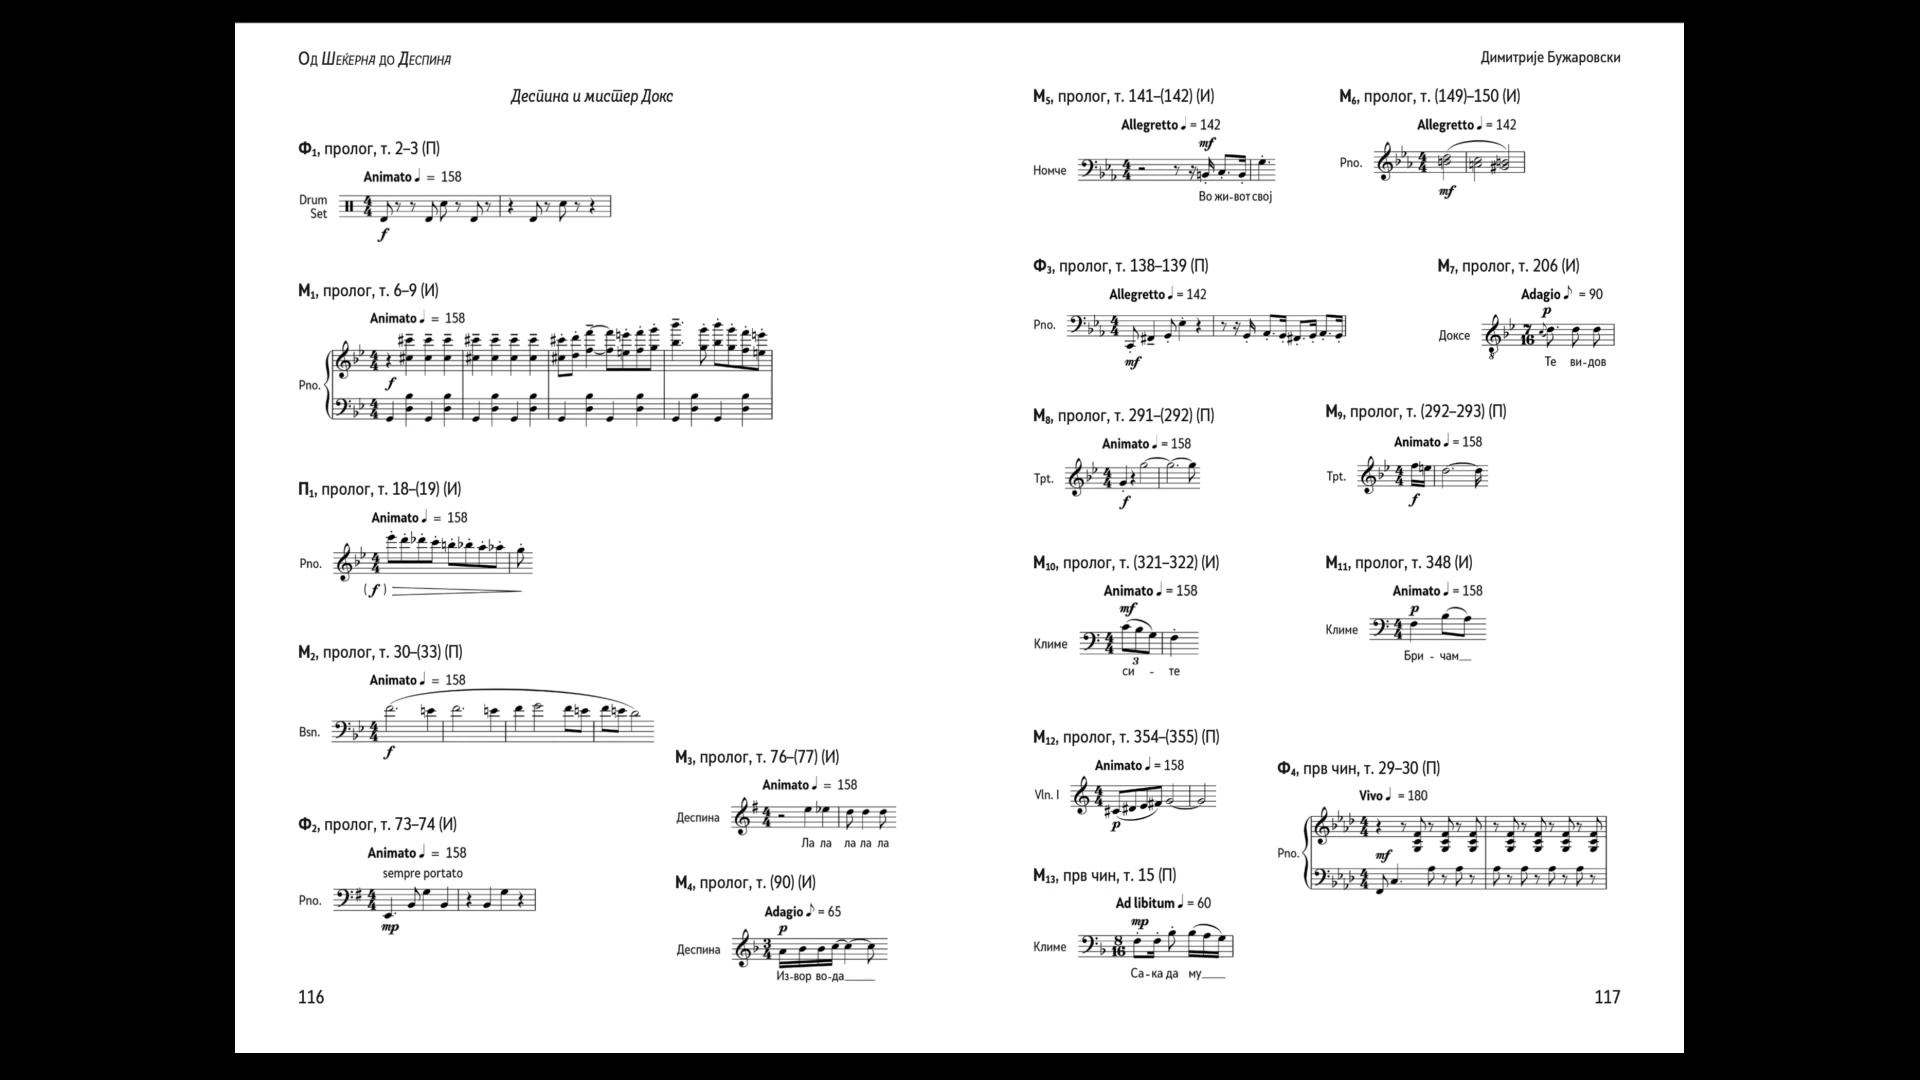 Од Шеќерна до Деспина
Деспина и мистер Докс
Ф1, пролог, т. 2–3 (П)
Animato ♩ = 158
Drum Set
f
М1, пролог, т. 6–9 (И)
Animato ♩ = 158
Pno.
f
П1, пролог, т. 18–(19) (И)
Animato ♩ = 158
Pno.
(f)
М2, пролог, т. 30–(33) (П)
Animato ♩ = 158
Bsn.
f
Ф2, пролог, т. 73–74 (И)
Animato ♩ = 158
sempre portato
Pno.
mp
М3, пролог, т. 76–(77) (И)
Animato ♩ = 158
Деспина
Ла ла ла ла ла
М4, пролог, т. (90) (И)
Adagio ♪ = 65
p
Деспина
Из-вор во-да
116
Димитрије Бужаровски
М5, пролог, т. 141–(142) (И)
Allegretto ♩ = 142
mf
Номче
Во жи-вот свој
М6, пролог, т. (149)–150 (И)
Allegretto ♩ = 142
Pno.
mf
Ф3, пролог, т. 138–139 (П)
Allegretto ♩ = 142
Pno.
mf
М7, пролог, т. 206 (И)
Adagio ♪ = 90
p
Доксе
Те ви-дов
М8, пролог, т. 291–(292) (П)
Animato ♩ = 158
Tpt.
f
М9, пролог, т. (292–293) (П)
Animato ♩ = 158
Tpt.
f
М10, пролог, т. (321–322) (И)
Animato ♩ = 158
mf
Климе
3
си - те
М11, пролог, т. 348 (И)
Animato ♩ = 158
p
Климе
Бри - чам
М12, пролог, т. 354–(355) (П)
Animato ♩ = 158
Vln. I
p
М13, прв чин, т. 15 (П)
Ad libitum ♩ = 60
mp
Климе
Са-ка да му
Ф4, прв чин, т. 29–30 (П)
Vivo ♩ = 180
Pno.
mf
117